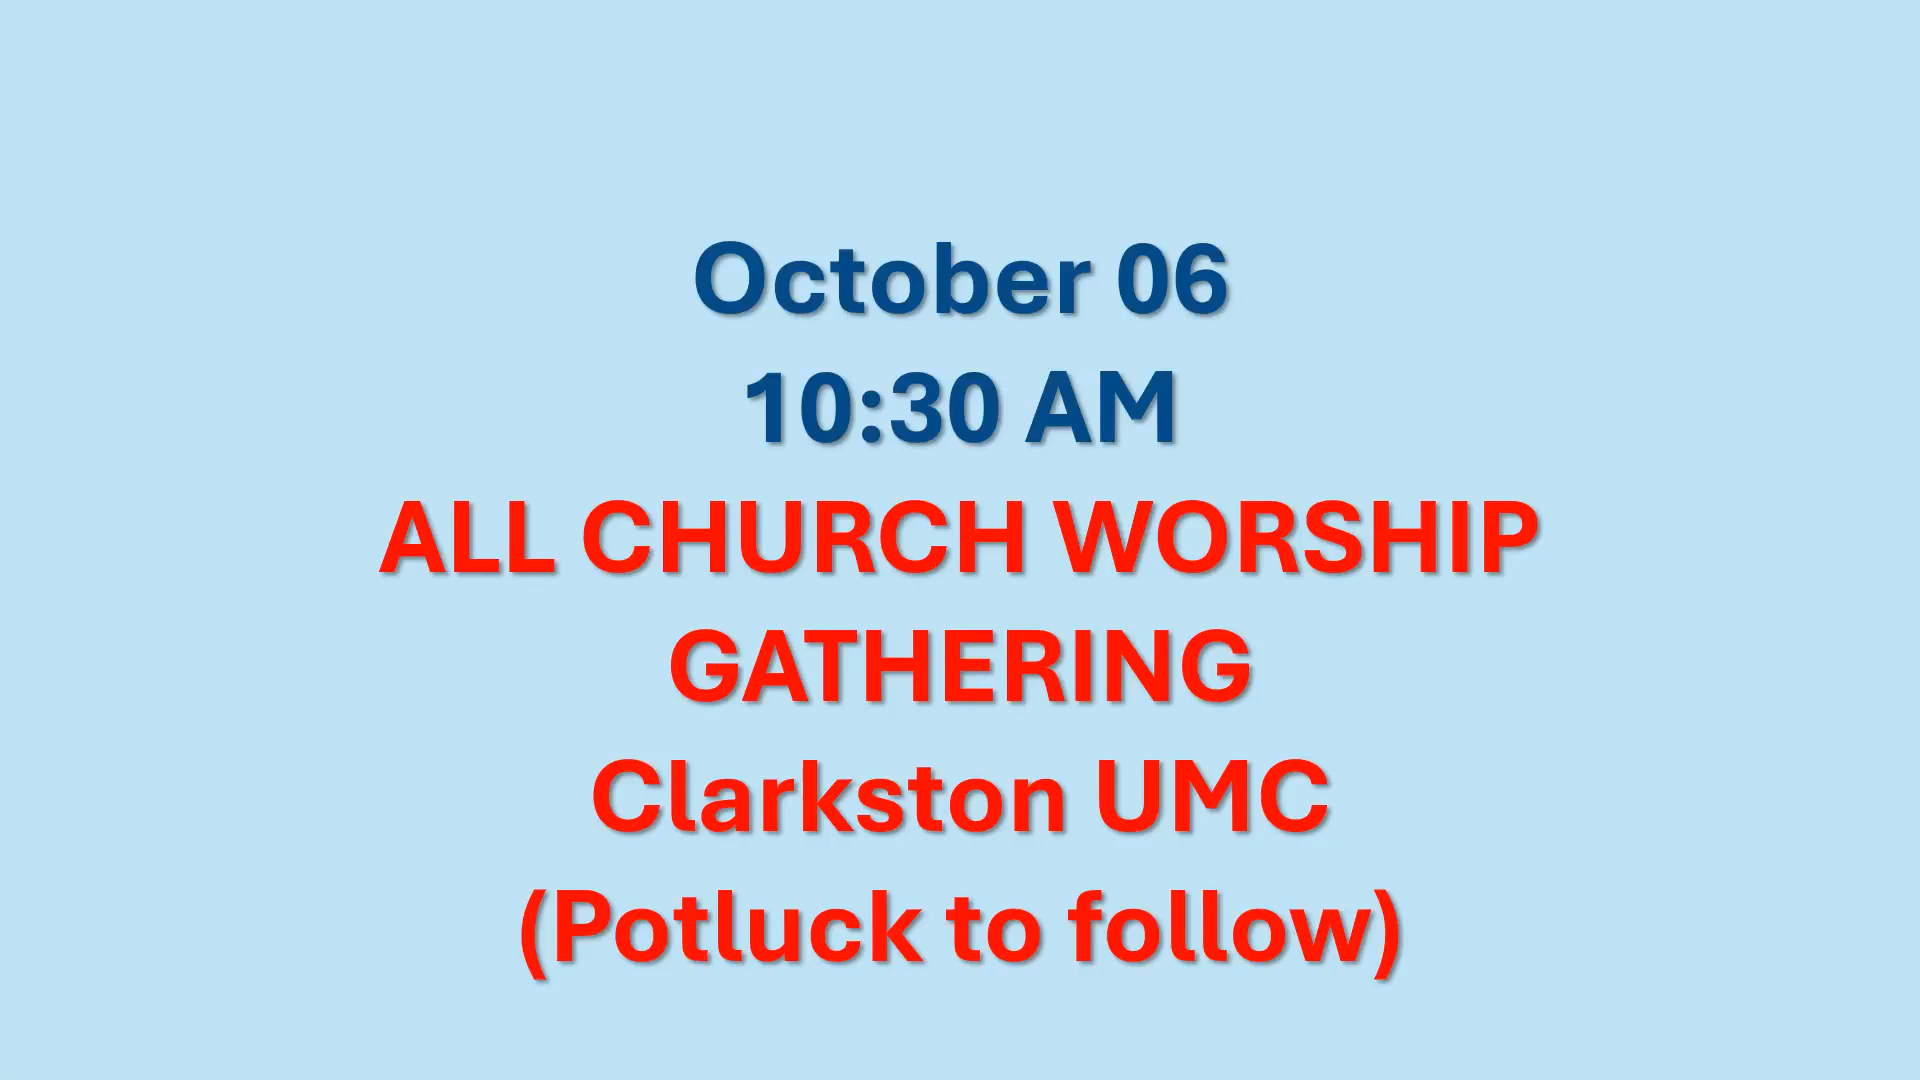 October 06
10:30 AM
ALL CHURCH WORSHIP
GATHERING
Clarkston UMC
(Potluck to follow)